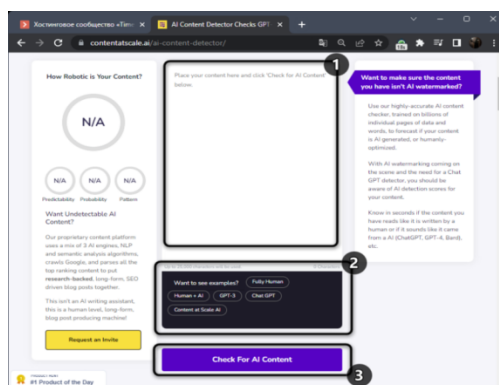 Хостинговое сообщество «Time
AI Content Detector Checks GPT
contentatscale.ai/ai-content-detector/
How Robotic is Your Content?
N/A
N/A
N/A
N/A
Predictability
Probability
Pattern
Want Undetectable AI
Content?
Our proprietary content platform
uses a mix of 3 AI engines, NLP
and semantic analysis algorithms,
crawls Google, and parses all the
top ranking content to put
research-backed, long-form, SEO
driven blog posts together.
This isn't an AI writing assistant,
this is a human level, long-form,
blog post producing machine!
Request an Invite
#1 Product of the Day
1
Place your content here and click 'Check for AI Content'
below.
2
Want to see examples?
Fully Human
Human + AI
GPT-3
Chat GPT
Content at Scale AI
Check For AI Content
3
Want to make sure the content
you have isn't AI watermarked?
Use our highly-accurate AI content
checker, trained on billions of
individual pages of data and
words, to forecast if your content
is AI generated, or humanly-
optimized.
With AI watermarking coming on
the scene and the need for a Chat
GPT detector, you should be
aware of AI detection scores for
your content.
Know in seconds if the content you
have reads like it is written by a
human or if it sounds like it came
from a AI (ChatGPT, GPT-4, Bard),
etc.